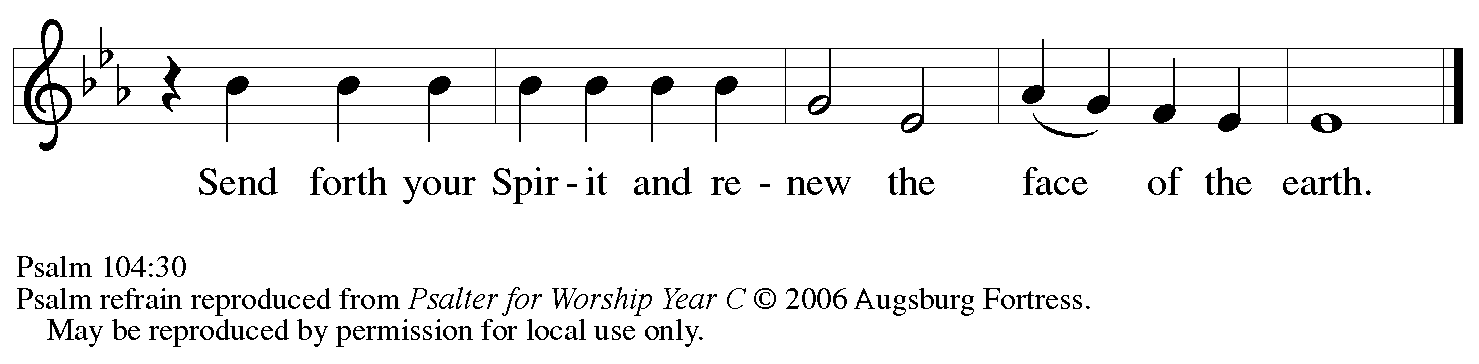 Send forth your Spir - it and re - new the face of the earth.
Psalm 104:30
Psalm refrain reproduced from Psalter for Worship Year C © 2006 Augsburg Fortress.
May be reproduced by permission for local use only.